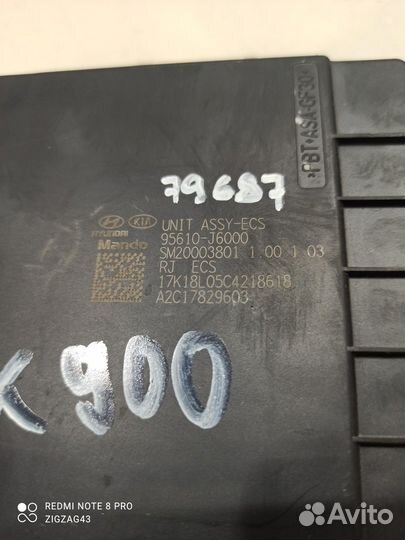 >PBT+ASA-GF30<
79687
HYUNDAI
KIA
Mando
UNIT ASSY-ECS
95610-J6000
SM20003801 1.00 1.03
RJ ECS
17K18L05C4218618
A2C17829603
K900
REDMI NOTE 8 PRO
ZIGZAG43
Avito